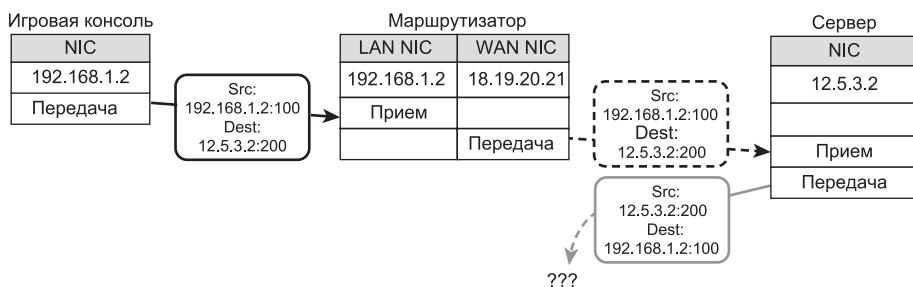 Игровая консоль
NIC
192.168.1.2
Передача
Src:
192.168.1.2:100
Dest:
12.5.3.2:200
Маршрутизатор
LAN NIC WAN NIC
192.168.1.2 18.19.20.21
Прием
Передача
Src:
192.168.1.2:100
Dest:
12.5.3.2:200
Сервер
NIC
12.5.3.2
Прием
Передача
Src:
12.5.3.2:200
Dest:
192.168.1.2:100
???